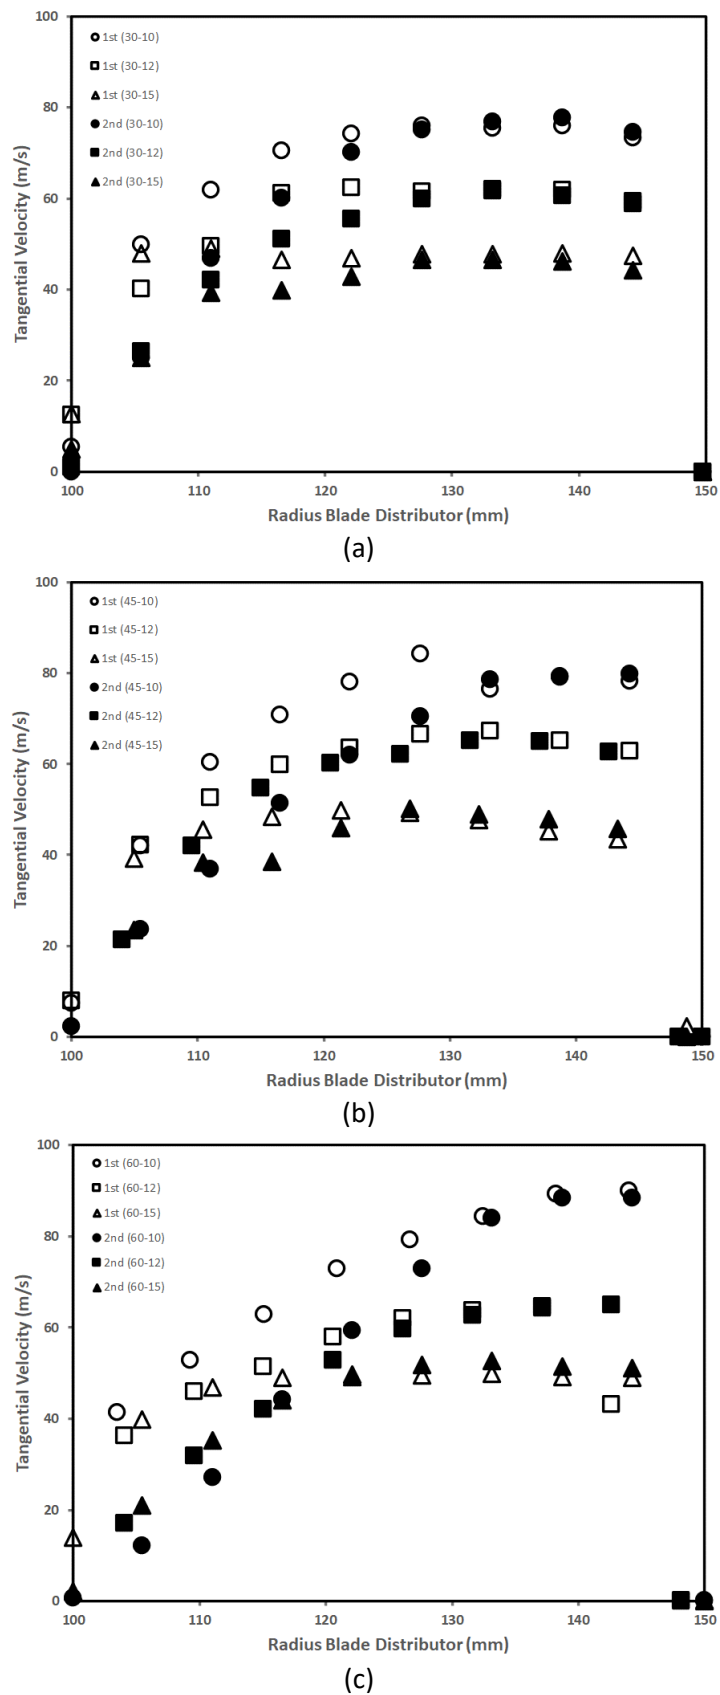 100
80
60
40
20
0
Tangential Velocity (m/s)
1st (30-10)
1st (30-12)
1st (30-15)
2nd (30-10)
2nd (30-12)
2nd (30-15)
100 110 120 130 140 150
Radius Blade Distributor (mm)
(a)
100
80
60
40
20
0
Tangential Velocity (m/s)
1st (45-10)
1st (45-12)
1st (45-15)
2nd (45-10)
2nd (45-12)
2nd (45-15)
100 110 120 130 140 150
Radius Blade Distributor (mm)
(b)
100
80
60
40
20
0
Tangential Velocity (m/s)
1st (60-10)
1st (60-12)
1st (60-15)
2nd (60-10)
2nd (60-12)
2nd (60-15)
100 110 120 130 140 150
Radius Blade Distributor (mm)
(c)